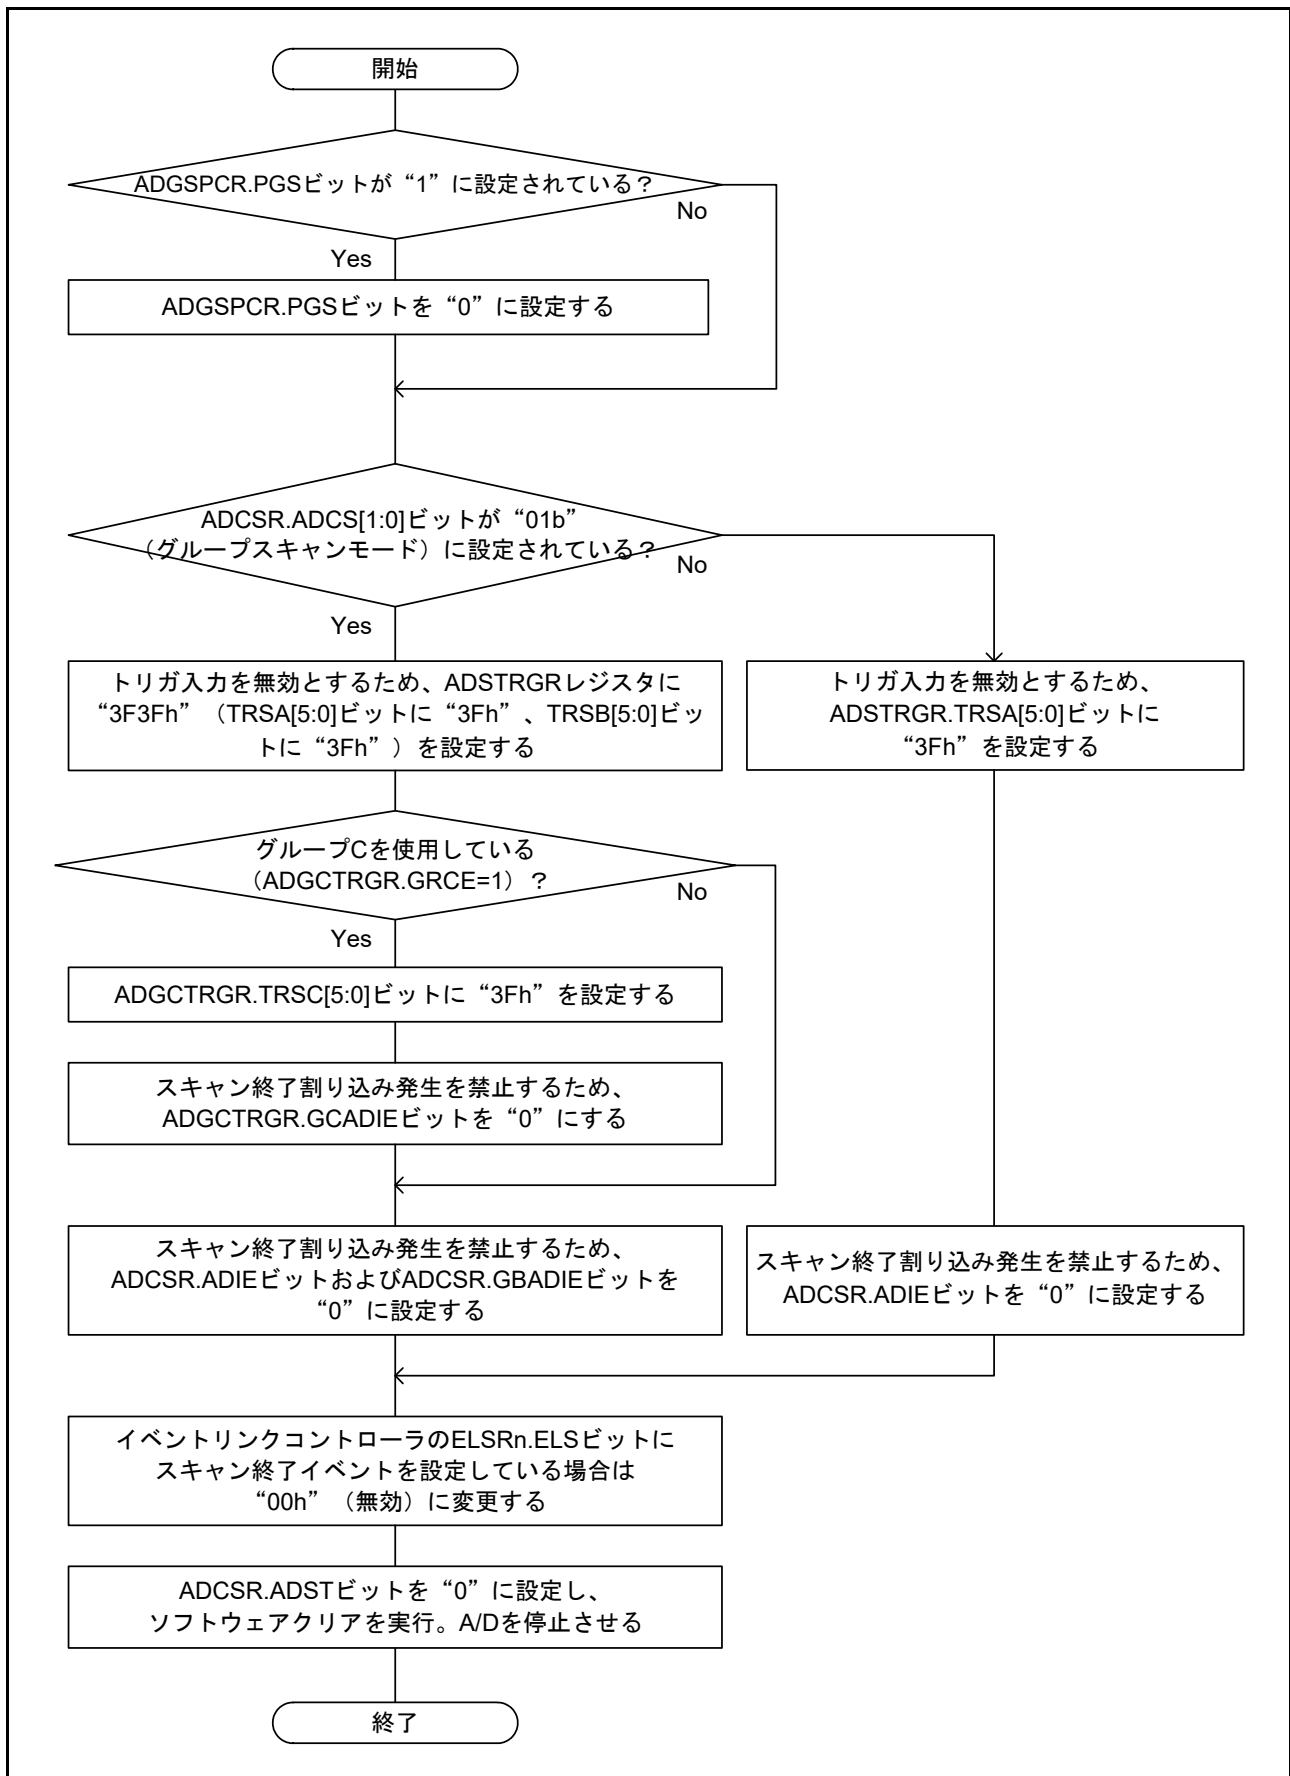 開始
ADGSPCR.PGSビットが“1”に設定されている？
No
Yes
ADGSPCR.PGSビットを“0”に設定する
ADCSR.ADCS[1:0]ビットが“01b”
（グループスキャンモード）に設定されている？
No
Yes
トリガ入力を無効とするため、ADSTRGRレジスタに
“3F3Fh”（TRSA[5:0]ビットに“3Fh”、TRSB[5:0]ビッ
トに“3Fh”）を設定する
トリガ入力を無効とするため、
ADSTRGR.TRSA[5:0]ビットに
“3Fh”を設定する
グループCを使用している
（ADGCTRGR.GRCE=1）？
No
Yes
ADGCTRGR.TRSC[5:0]ビットに“3Fh”を設定する
スキャン終了割り込み発生を禁止するため、
ADGCTRGR.GCADIEビットを“0”にする
スキャン終了割り込み発生を禁止するため、
ADCSR.ADIEビットおよびADCSR.GBADIEビットを
“0”に設定する
スキャン終了割り込み発生を禁止するため、
ADCSR.ADIEビットを“0”に設定する
イベントリンクコントローラのELSRn.ELSビットに
スキャン終了イベントを設定している場合は
“00h”（無効）に変更する
ADCSR.ADSTビットを“0”に設定し、
ソフトウェアクリアを実行。A/Dを停止させる
終了